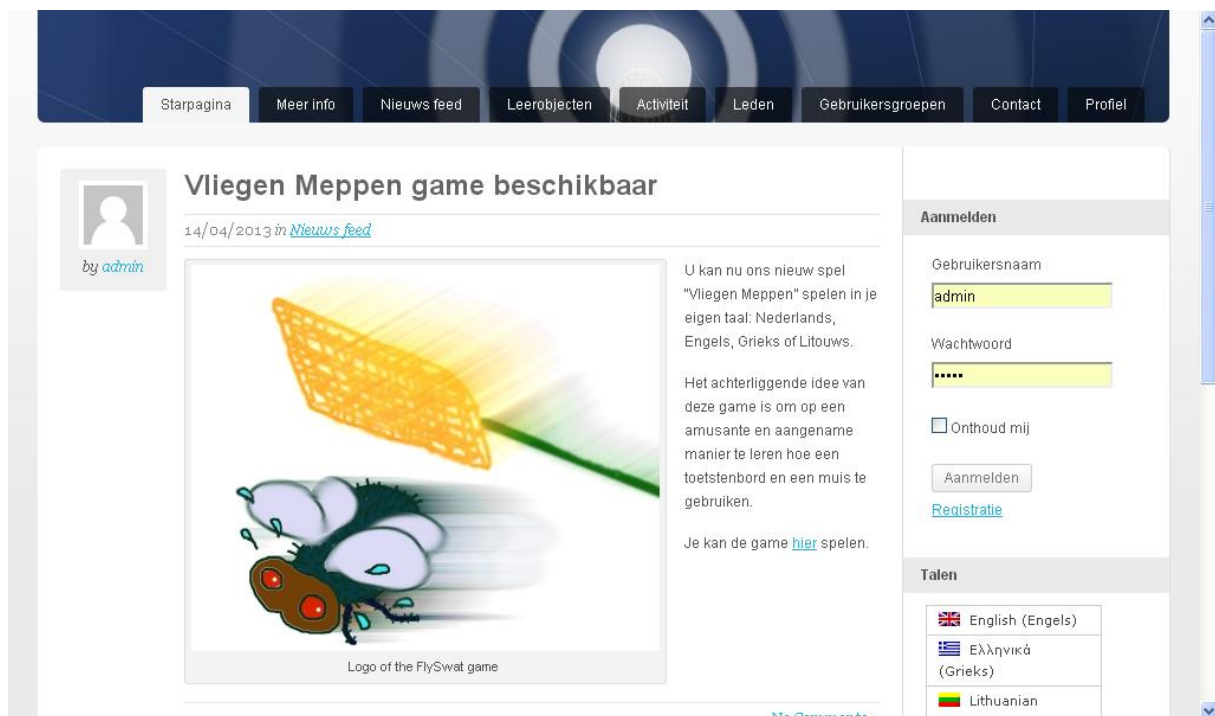 Starpagina Meer info Nieuws feed Leerobjecten Activiteit Leden Gebruikersgroepen Contact Profiel
Vliegen Meppen game beschikbaar
14/04/2013 in Nieuws feed
by admin
U kan nu ons nieuw spel
"Vliegen Meppen" spelen in je
eigen taal: Nederlands,
Engels, Grieks of Litouws.
Het achterliggende idee van
deze game is om op een
amusante en aangename
manier te leren hoe een
toetstenbord en een muis te
gebruiken.
Je kan de game hier spelen.
Logo of the FlySwat game
Aanmelden
Gebruikersnaam
admin
Wachtwoord
•••••
Onthoud mij
Aanmelden
Registratie
Talen
English (Engels)
Ελληνικά
(Grieks)
Lithuanian